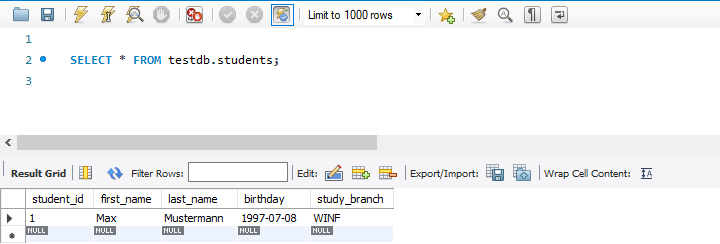 Limit to 1000 rows
1
2 SELECT * FROM testdb.students;
3
Result Grid Filter Rows: Edit: Export/Import: Wrap Cell Content: IA
student_id first_name last_name birthday study_branch
1 Max Mustermann 1997-07-08 WINF
NULL NULL NULL NULL NULL